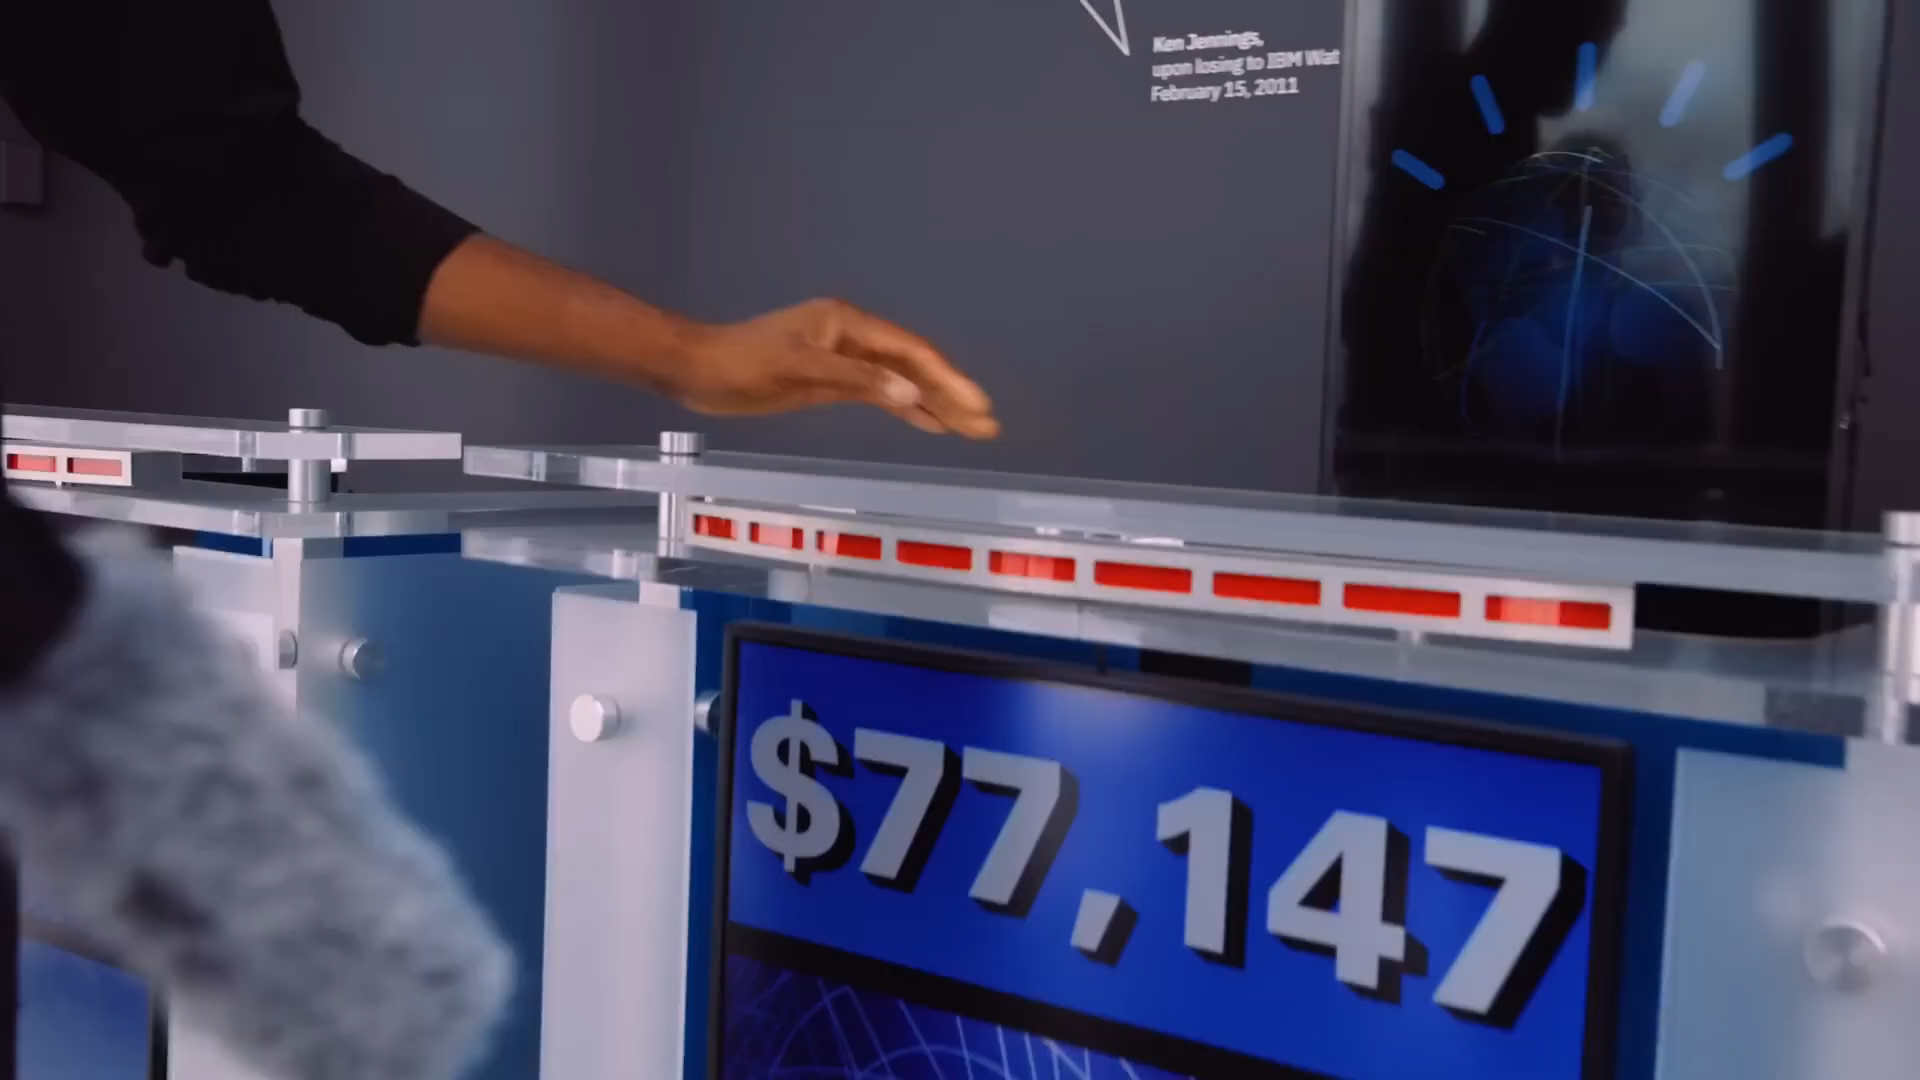 Ken Jennings,
upon losing to IBM Wat
February 15, 2011
$77,147